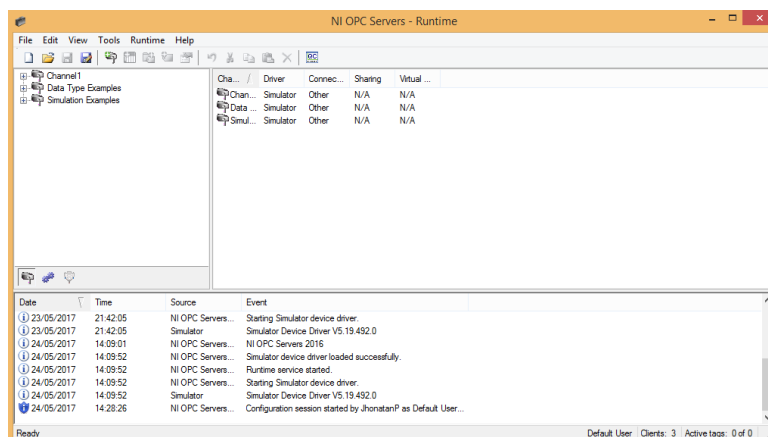 NI OPC Servers - Runtime
File Edit View Tools Runtime Help
Channel1
Data Type Examples
Simulation Examples
Cha... Driver Connec... Sharing Virtual ...
Chan... Simulator Other N/A N/A
Data ... Simulator Other N/A N/A
Simul... Simulator Other N/A N/A
Date Time Source Event
23/05/2017 21:42:05 NI OPC Servers... Starting Simulator device driver.
23/05/2017 21:42:05 Simulator Simulator Device Driver V5.19.492.0
24/05/2017 14:09:01 NI OPC Servers... NI OPC Servers 2016
24/05/2017 14:09:52 NI OPC Servers... Simulator device driver loaded successfully.
24/05/2017 14:09:52 NI OPC Servers... Runtime service started.
24/05/2017 14:09:52 NI OPC Servers... Starting Simulator device driver.
24/05/2017 14:09:52 Simulator Simulator Device Driver V5.19.492.0
24/05/2017 14:28:26 NI OPC Servers... Configuration session started by JhonatanP as Default User...
Ready Default User Clients: 3 Active tags: 0 of 0